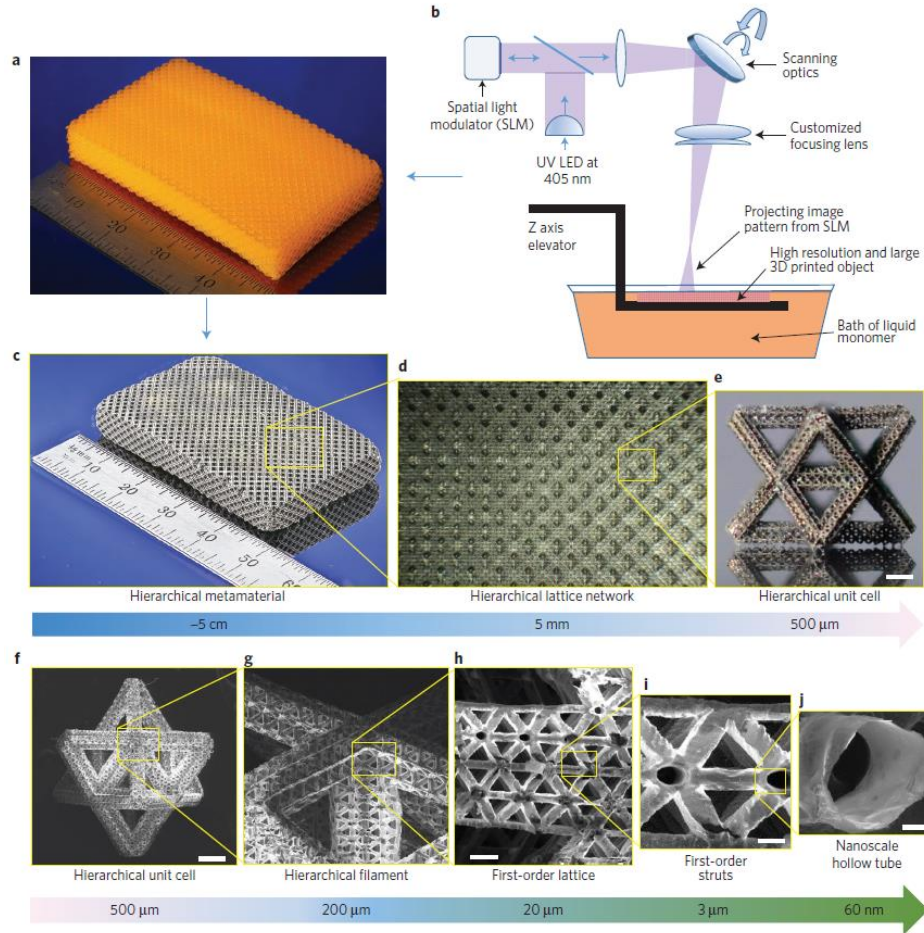 a
b
Spatial light
modulator (SLM)
UV LED at
405 nm
Scanning
optics
Customized
focusing lens
Z axis
elevator
Projecting image
pattern from SLM
High resolution and large
3D printed object
Bath of liquid
monomer
20
30
40
c
d
e
10
20
30
40
50
60
Hierarchical metamaterial
Hierarchical lattice network
Hierarchical unit cell
~5 cm
5 mm
500 μm
f
g
h
i
j
Hierarchical unit cell
Hierarchical filament
First-order lattice
First-order
struts
Nanoscale
hollow tube
500 μm
200 μm
20 μm
3 μm
60 nm